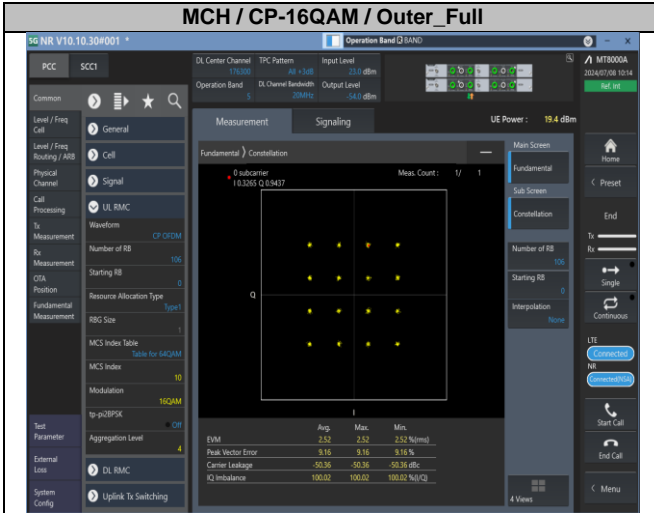 MCH / CP-16QAM / Outer_Full
5G NR V10.10.30#001 *
Operation Band BAND
PCC SCC1
DL Center Channel TPC Pattern Input Level
176300 All +3dB 23.0 dBm
Operation Band DL Channel Bandwidth Output Level
5 20MHz -54.0 dBm
MT8000A
2024/07/08 10:14
Ref. Int
Common
Level / Freq
Cell
Level / Freq
Routing / ARB
Physical
Channel
Call
Processing
Tx
Measurement
Rx
Measurement
OTA
Position
Fundamental
Measurement
Test
Parameter
External
Loss
System
Config
General
Cell
Signal
UL RMC
Waveform
CP OFDM
Number of RB
106
Starting RB
0
Resource Allocation Type
Type1
RBG Size
1
MCS Index Table
Table for 64QAM
MCS Index
10
Modulation
16QAM
tp-pi2BPSK
Off
Aggregation Level
4
DL RMC
Uplink Tx Switching
Measurement Signaling UE Power : 19.4 dBm
Fundamental Constellation
0 subcarrier Meas. Count : 1/ 1
I 0.3265 Q 0.9437
Q
I
Avg. Max. Min.
EVM 2.52 2.52 2.52 %(rms)
Peak Vector Error 9.16 9.16 9.16 %
Carrier Leakage -50.36 -50.36 -50.36 dBc
IQ Imbalance 100.02 100.02 100.02 %(I/Q)
Main Screen
Fundamental
Sub Screen
Constellation
Number of RB
106
Starting RB
0
Interpolation
None
4 Views
Home
Preset
End
Tx
Rx
Single
Continuous
LTE
Connected
NR
Connected(NSA)
Start Call
End Call
Menu